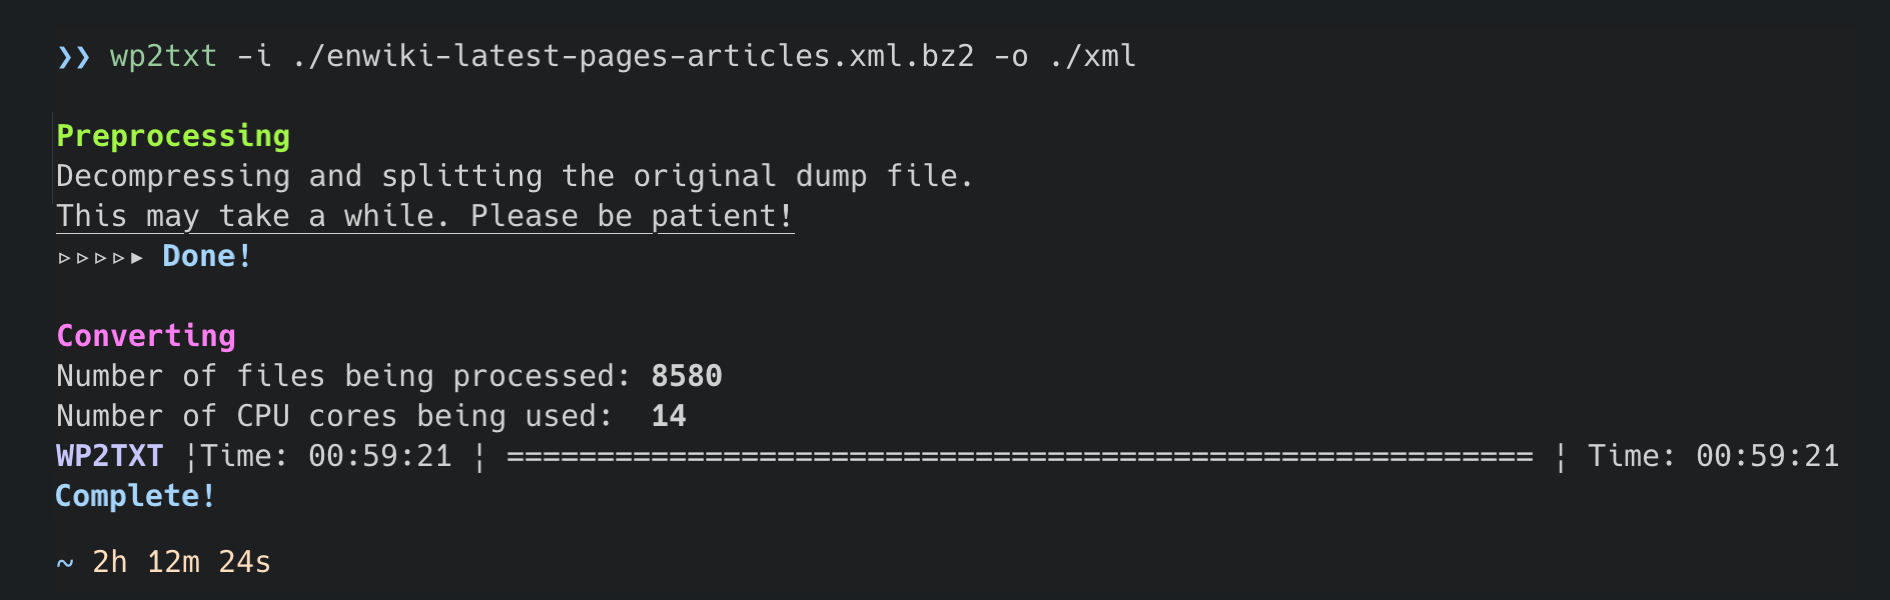 ❯❯ wp2txt -i ./enwiki-latest-pages-articles.xml.bz2 -o ./xml
Preprocessing
Decompressing and splitting the original dump file.
This may take a while. Please be patient!
▹▹▹▹▸ Done!
Converting
Number of files being processed: 8580
Number of CPU cores being used:  14
WP2TXT ¦Time: 00:59:21 ¦ ========================================================= ¦ Time: 00:59:21
Complete!
~ 2h 12m 24s